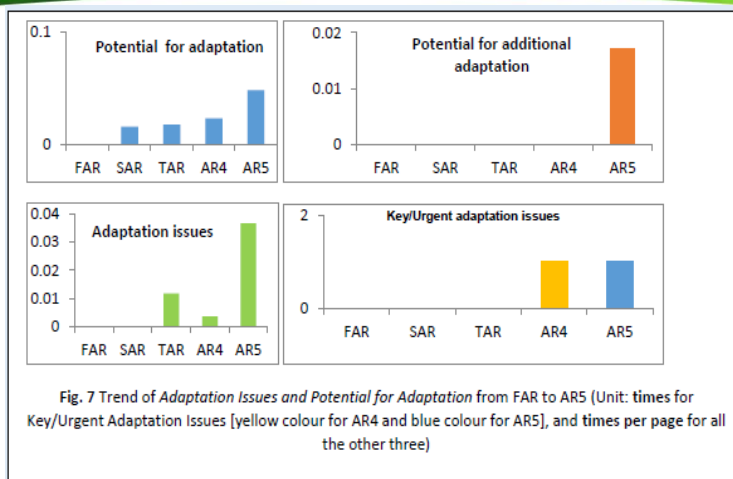 0.1
Potential for adaptation
0
FAR SAR TAR AR4 AR5
0.02
Potential for additional
adaptation
0.01
0
FAR SAR TAR AR4 AR5
0.04
Adaptation issues
0.03
0.02
0.01
0
FAR SAR TAR AR4 AR5
2
Key/Urgent adaptation issues
0
FAR SAR TAR AR4 AR5
Fig. 7 Trend of Adaptation Issues and Potential for Adaptation from FAR to AR5 (Unit: times for
Key/Urgent Adaptation Issues [yellow colour for AR4 and blue colour for AR5], and times per page for all
the other three)